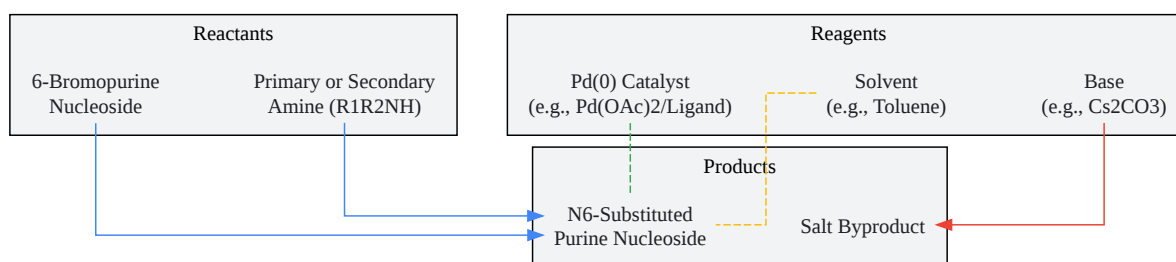 Reactants
6-Bromopurine
Nucleoside
Primary or Secondary
Amine (R1R2NH)
Reagents
Pd(0) Catalyst
(e.g., Pd(OAc)2/Ligand)
Solvent
(e.g., Toluene)
Base
(e.g., Cs2CO3)
Products
N6-Substituted
Purine Nucleoside
Salt Byproduct